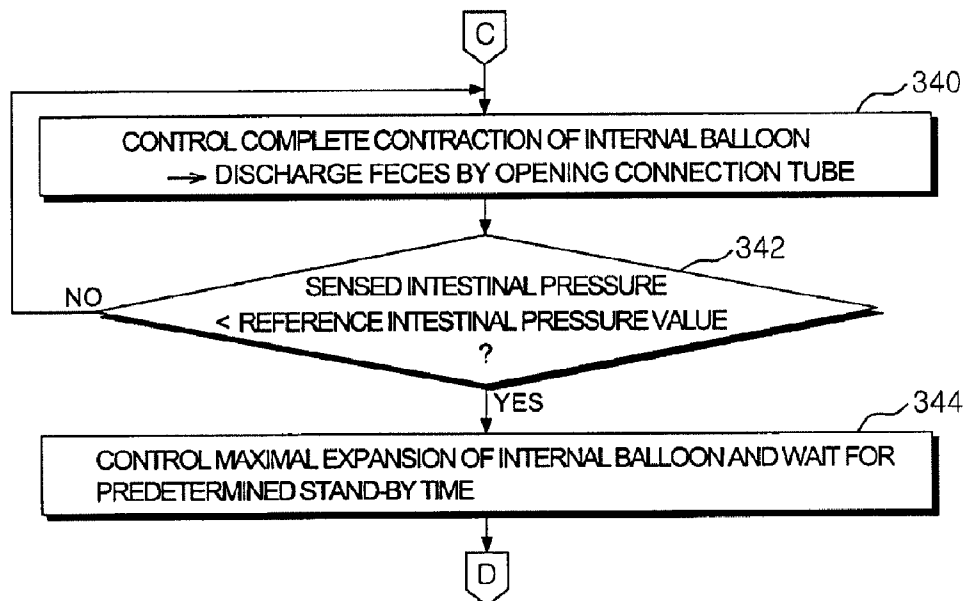 C
340
CONTROL COMPLETE CONTRACTION OF INTERNAL BALLOON
→ DISCHARGE FECES BY OPENING CONNECTION TUBE
342
SENSED INTESTINAL PRESSURE
< REFERENCE INTESTINAL PRESSURE VALUE
?
NO
YES
344
CONTROL MAXIMAL EXPANSION OF INTERNAL BALLOON AND WAIT FOR
PREDETERMINED STAND-BY TIME
D